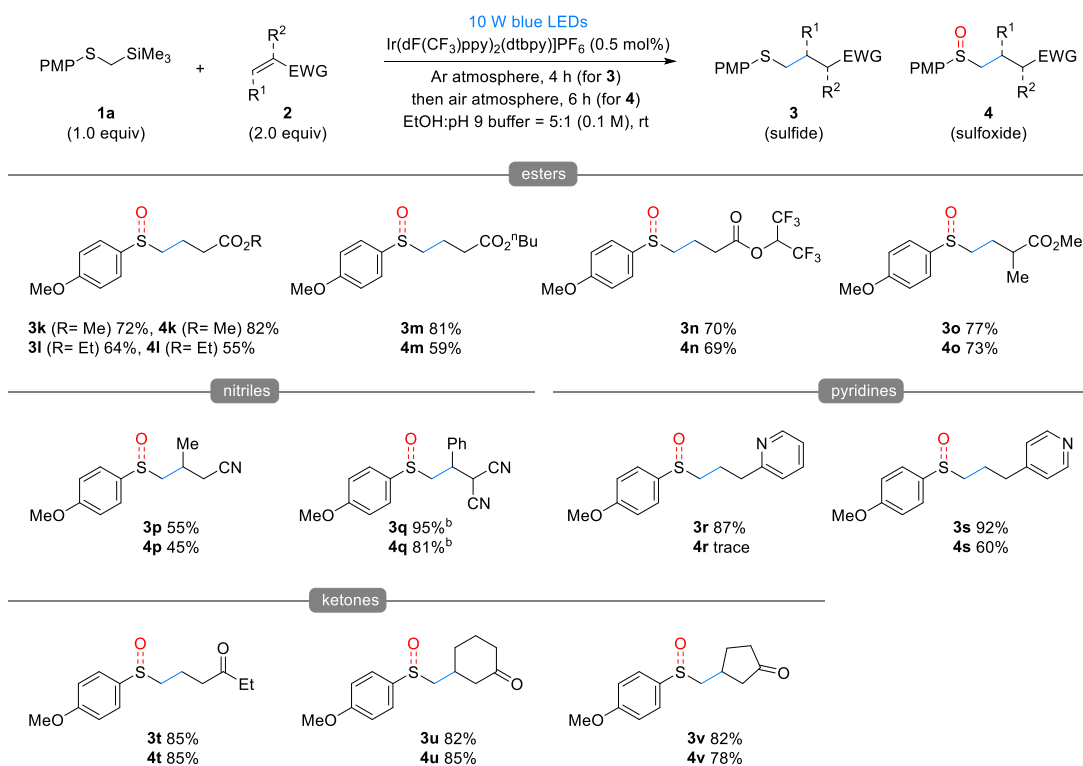 10 W blue LEDs
Ir(dF(CF3)ppy)2(dtbpy)]PF6 (0.5 mol%)
Ar atmosphere, 4 h (for 3)
then air atmosphere, 6 h (for 4)
EtOH:pH 9 buffer = 5:1 (0.1 M), rt
PMP S SiMe3
1a
(1.0 equiv)
+
R2
EWG
R1
2
(2.0 equiv)
R1
PMP S EWG
R2
3
(sulfide)
O R1
PMP S EWG
R2
4
(sulfoxide)
esters
O
S CO2R
MeO
3k (R= Me) 72%, 4k (R= Me) 82%
3l (R= Et) 64%, 4l (R= Et) 55%
O
S CO2nBu
MeO
3m 81%
4m 59%
O O CF3
S O CF3
MeO
3n 70%
4n 69%
O
S CO2Me
Me
MeO
3o 77%
4o 73%
nitriles
O Me
S CN
MeO
3p 55%
4p 45%
O Ph
S CN
CN
MeO
3q 95%b
4q 81%b
pyridines
O N
S
MeO
3r 87%
4r trace
O N
S
MeO
3s 92%
4s 60%
ketones
O O
S Et
MeO
3t 85%
4t 85%
O
S O
MeO
3u 82%
4u 85%
O
S O
MeO
3v 82%
4v 78%